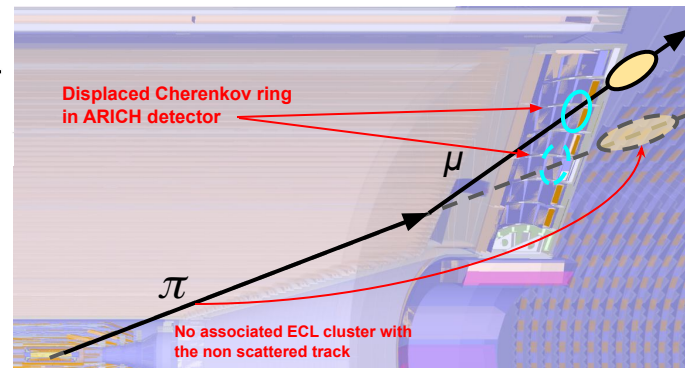 Displaced Cherenkov ring
in ARICH detector
μ
π
No associated ECL cluster with
the non scattered track